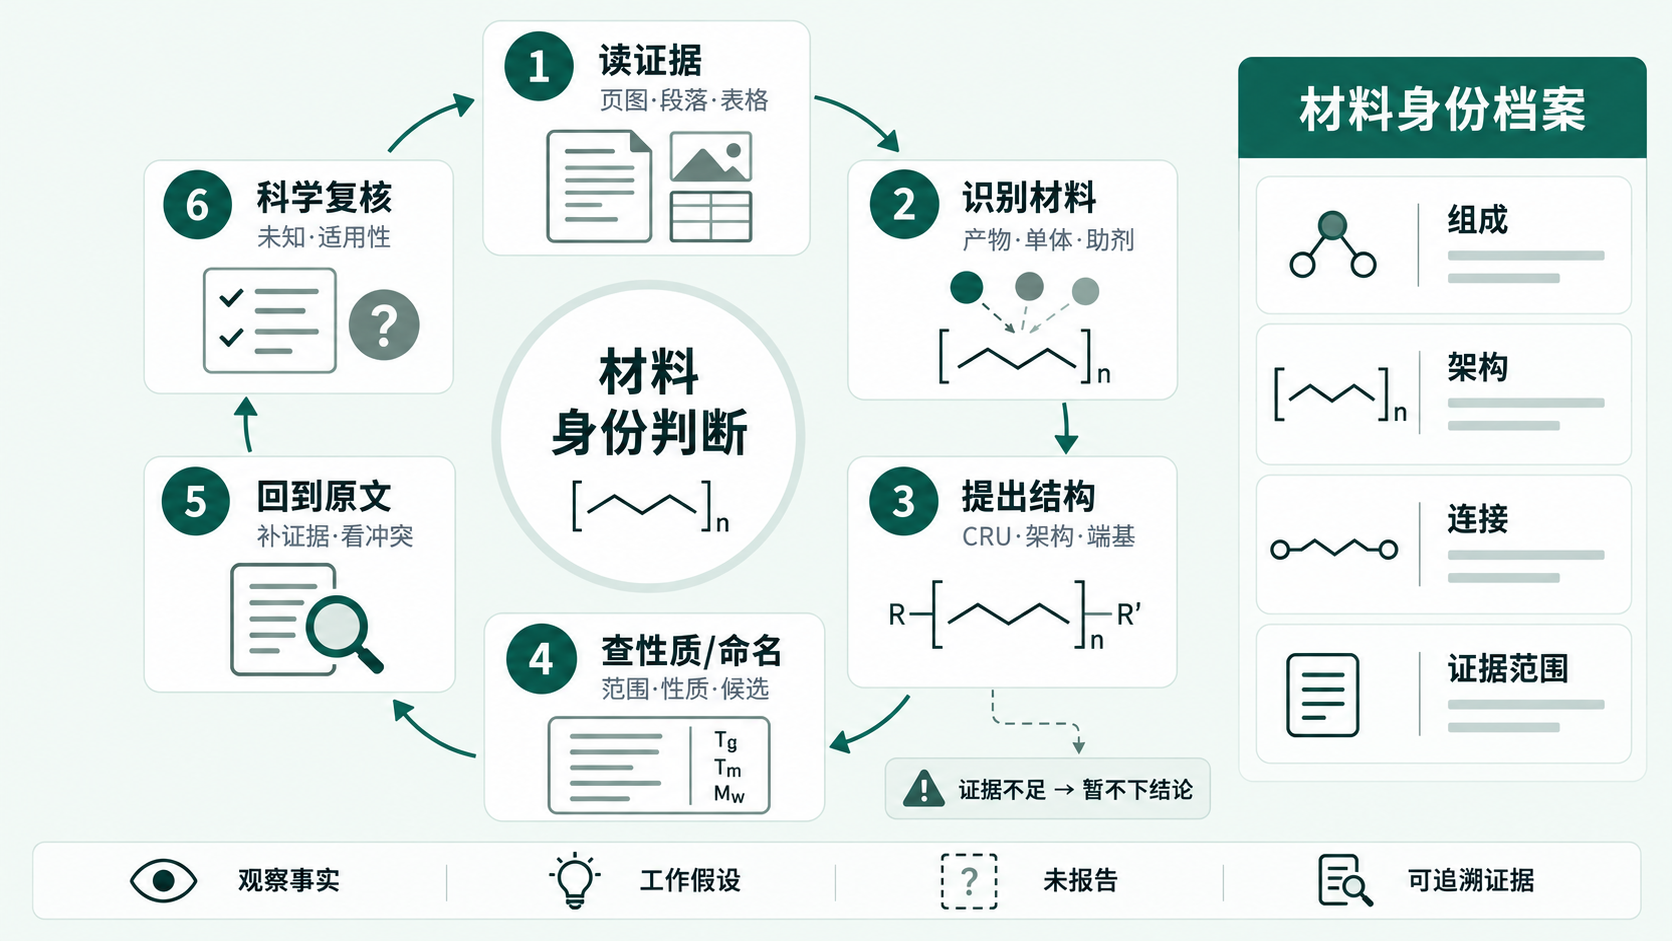 1
读证据
页图·段落·表格
2
识别材料
产物·单体·助剂
n
3
提出结构
CRU·架构·端基
R
n
R’
证据不足 → 暂不下结论
4
查性质/命名
范围·性质·候选
Tg
Tm
Mw
5
回到原文
补证据·看冲突
6
科学复核
未知·适用性
?
材料
身份判断
n
材料身份档案
组成
架构
n
连接
证据范围
观察事实
工作假设
?
未报告
可追溯证据